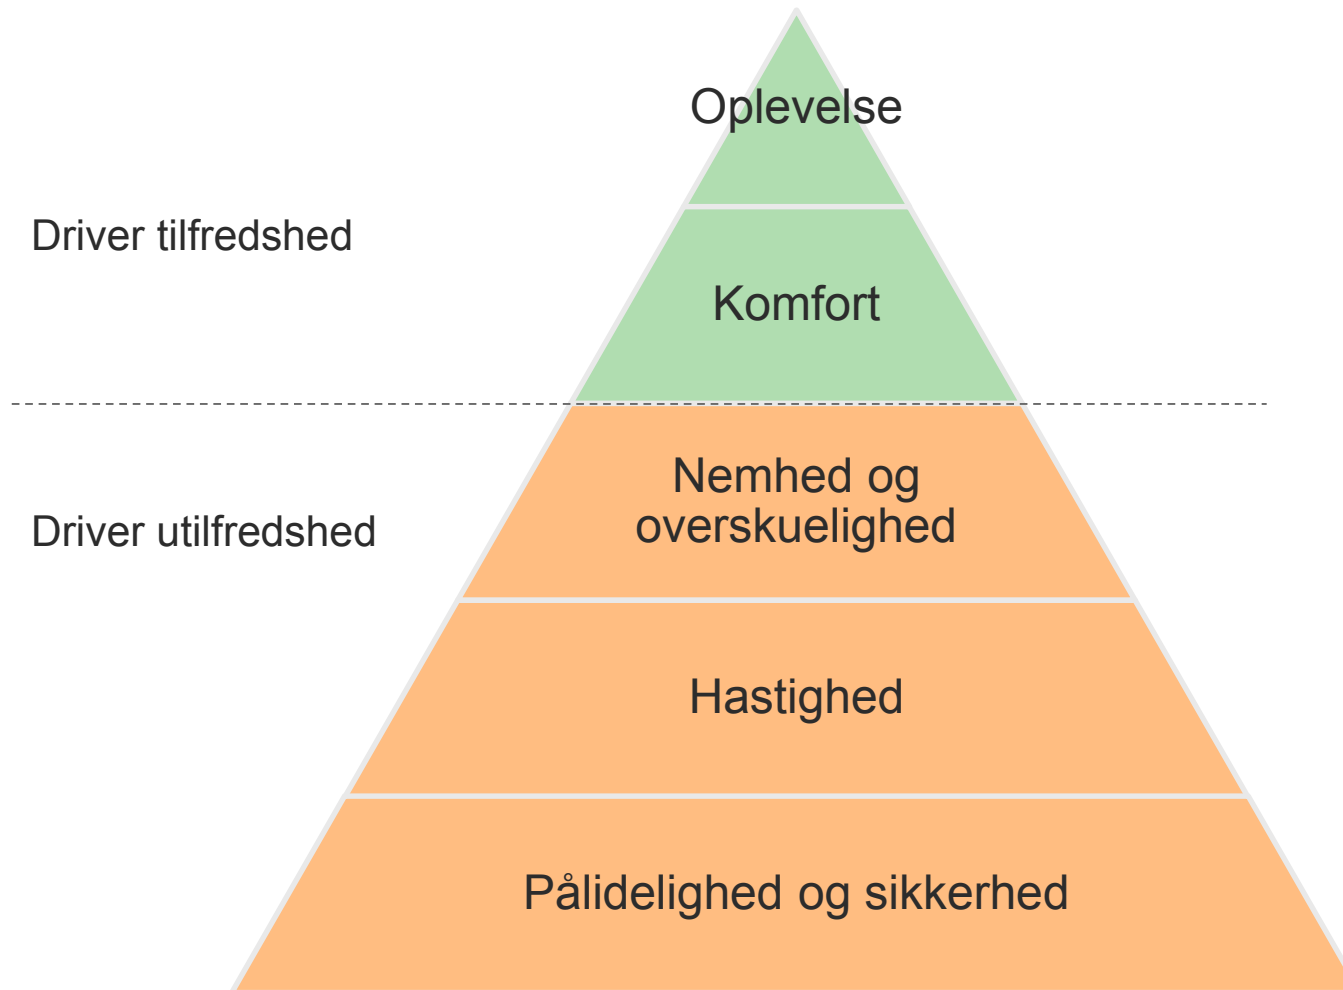 Oplevelse
Driver tilfredshed
Komfort
Nemhed og
overskuelighed
Driver utilfredshed
Hastighed
Pålidelighed og sikkerhed